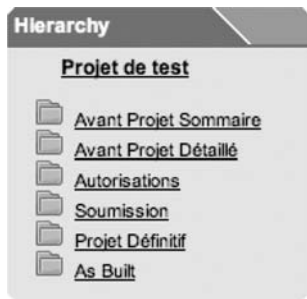 Hierarchy
Projet de test
Avant Projet Sommaire
Avant Projet Détaillé
Autorisations
Soumission
Projet Définitif
As Built